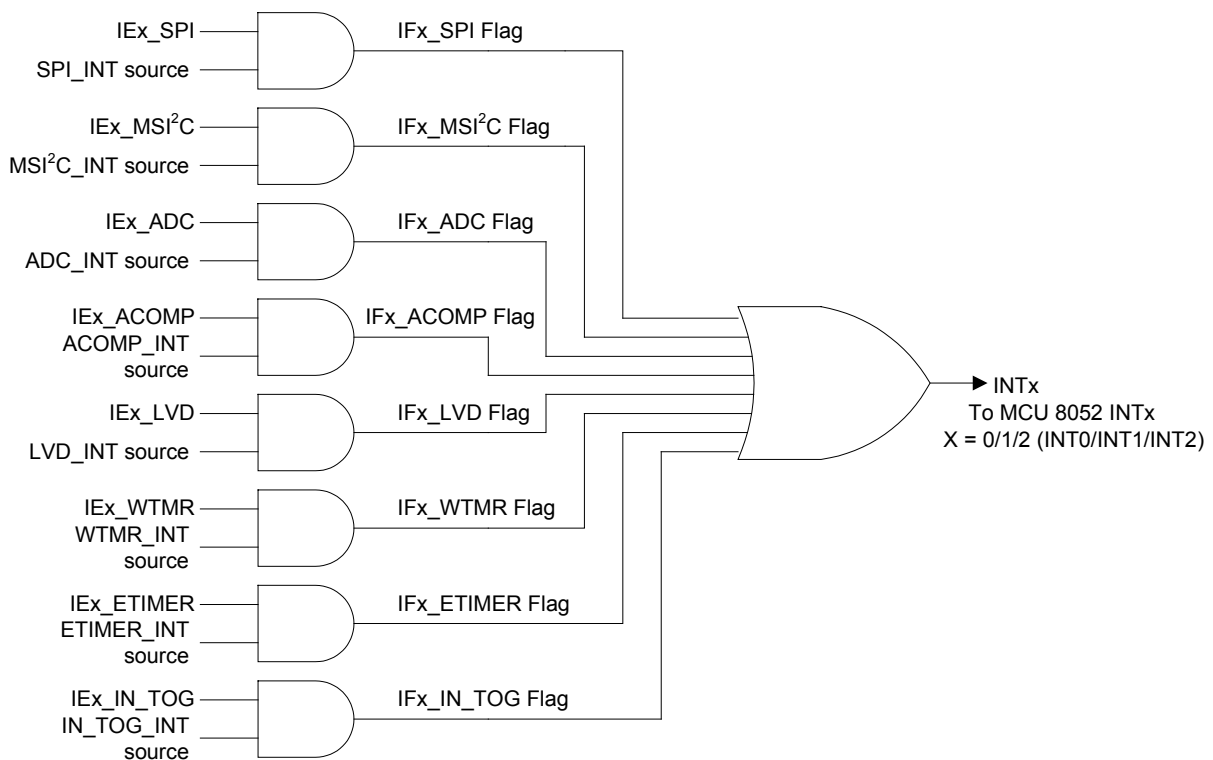 IEx_SPI
IFx_SPI Flag
SPI_INT source
IEx_MSI²C
IFx_MSI²C Flag
MSI²C_INT source
IEx_ADC
IFx_ADC Flag
ADC_INT source
IEx_ACOMP
IFx_ACOMP Flag
ACOMP_INT
source
IEx_LVD
IFx_LVD Flag
LVD_INT source
IEx_WTMR
IFx_WTMR Flag
WTMR_INT
source
IEx_ETIMER
IFx_ETIMER Flag
ETIMER_INT
source
IEx_IN_TOG
IFx_IN_TOG Flag
IN_TOG_INT
source
INTx
To MCU 8052 INTx
X = 0/1/2 (INT0/INT1/INT2)